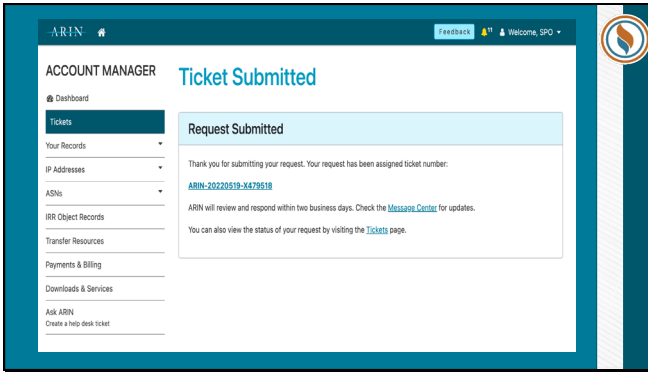 ARIN
Feedback
11
Welcome, SPO
ACCOUNT MANAGER
Dashboard
Tickets
Your Records
IP Addresses
ASNs
IRR Object Records
Transfer Resources
Payments & Billing
Downloads & Services
Ask ARIN
Create a help desk ticket
Ticket Submitted
Request Submitted
Thank you for submitting your request. Your request has been assigned ticket number:
ARIN-20220519-X479518
ARIN will review and respond within two business days. Check the Message Center for updates.
You can also view the status of your request by visiting the Tickets page.